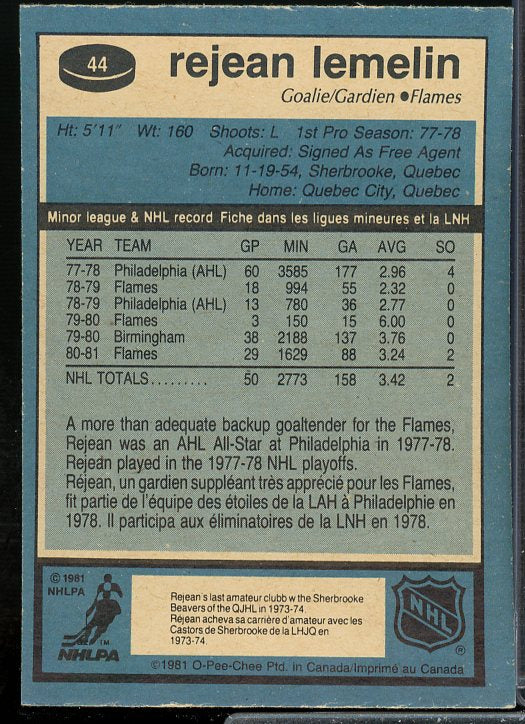 44
rejean lemelin
Goalie/Gardien ●Flames
Ht: 5'11" Wt: 160 Shoots: L 1st Pro Season: 77-78
Acquired: Signed As Free Agent
Born: 11-19-54, Sherbrooke, Quebec
Home: Quebec City, Quebec
Minor league & NHL record Fiche dans les ligues mineures et la LNH
YEAR TEAM GP MIN GA AVG SO
77-78 Philadelphia (AHL) 60 3585 177 2.96 4
78-79 Flames 18 994 55 2.32 0
78-79 Philadelphia (AHL) 13 780 36 2.77 0
79-80 Flames 3 150 15 6.00 0
79-80 Birmingham 38 2188 137 3.76 0
80-81 Flames 29 1629 88 3.24 2
NHL TOTALS......... 50 2773 158 3.42 2
A more than adequate backup goaltender for the Flames,
Rejean was an AHL All-Star at Philadelphia in 1977-78.
Rejean played in the 1977-78 NHL playoffs.
Réjean, un gardien suppléant très apprécié pour les Flames,
fit partie de l'équipe des étoiles de la LAH à Philadelphie en
1978. Il participa aux éliminatoires de la LNH en 1978.
© 1981
NHLPA
TM
NHLPA
Rejean's last amateur clubb w the Sherbrooke
Beavers of the QJHL in 1973-74.
Réjean acheva sa carrière d'amateur avec les
Castors de Sherbrooke de la LHJQ en
1973-74.
NHL
®
©1981 O-Pee-Chee Ptd. in Canada/Imprimé au Canada